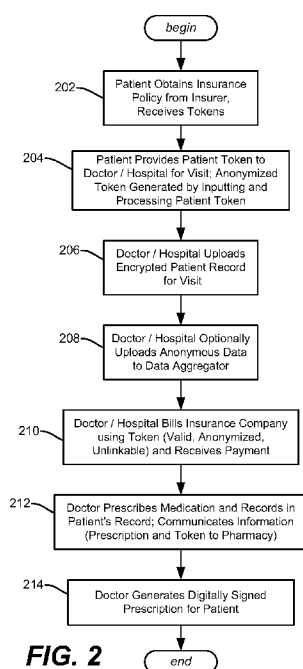 begin
202
Patient Obtains Insurance
Policy from Insurer,
Receives Tokens
204
Patient Provides Patient Token to
Doctor / Hospital for Visit; Anonymized
Token Generated by Inputting and
Processing Patient Token
206
Doctor / Hospital Uploads
Encrypted Patient Record
for Visit
208
Doctor / Hospital Optionally
Uploads Anonymous Data
to Data Aggregator
210
Doctor / Hospital Bills Insurance Company
using Token (Valid, Anonymized,
Unlinkable) and Receives Payment
212
Doctor Prescribes Medication and Records in
Patient's Record; Communicates Information
(Prescription and Token to Pharmacy)
214
Doctor Generates Digitally Signed
Prescription for Patient
FIG. 2
end